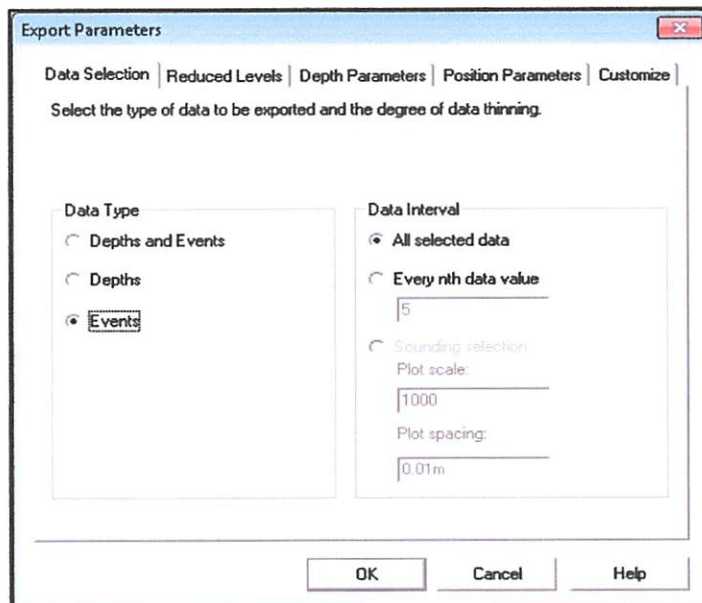 Export Parameters
Data Selection Reduced Levels Depth Parameters Position Parameters Customize
Select the type of data to be exported and the degree of data thinning.
Data Type
Depths and Events
Depths
Events
Data Interval
All selected data
Every nth data value
5
Sounding selection
Plot scale:
1000
Plot spacing:
0.01m
OK Cancel Help